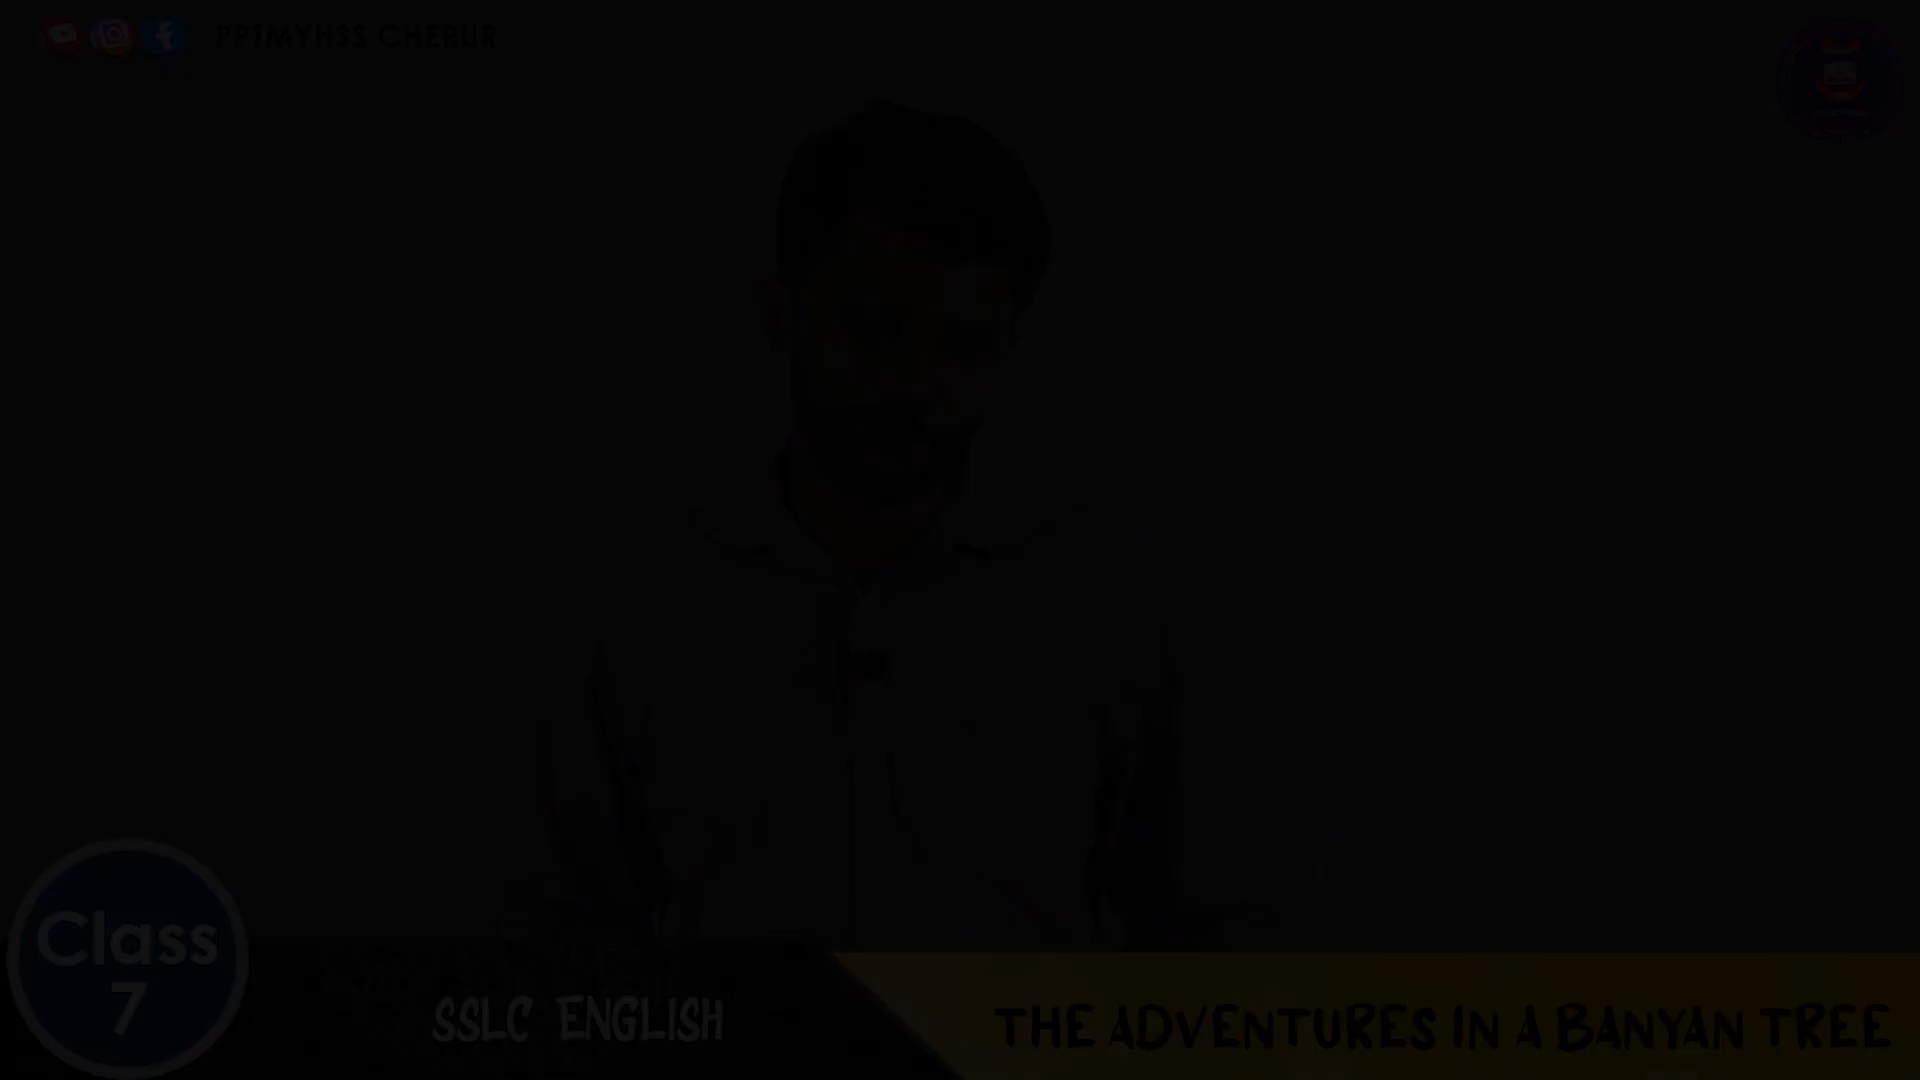 PPTMYHSS CHERUR
Class
7
SSLC ENGLISH
THE ADVENTURES IN A BANYAN TREE